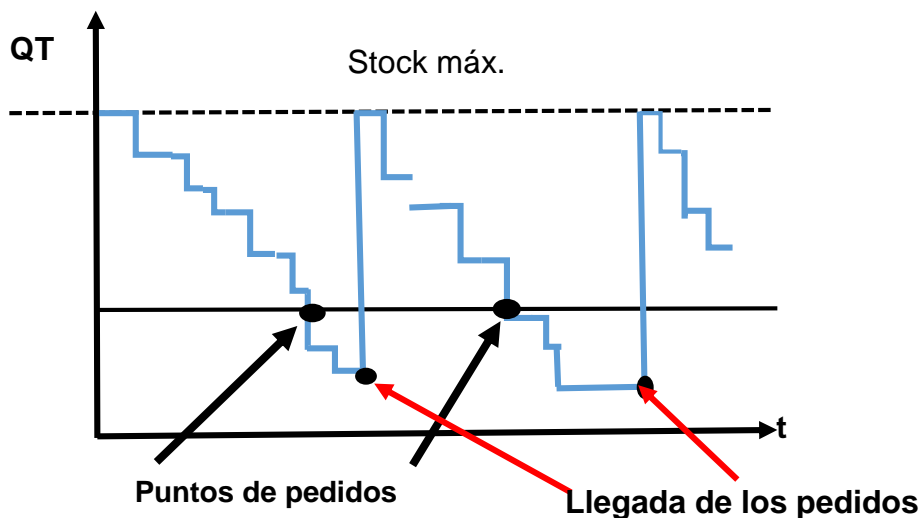 QT
Stock máx.
t
Puntos de pedidos
Llegada de los pedidos